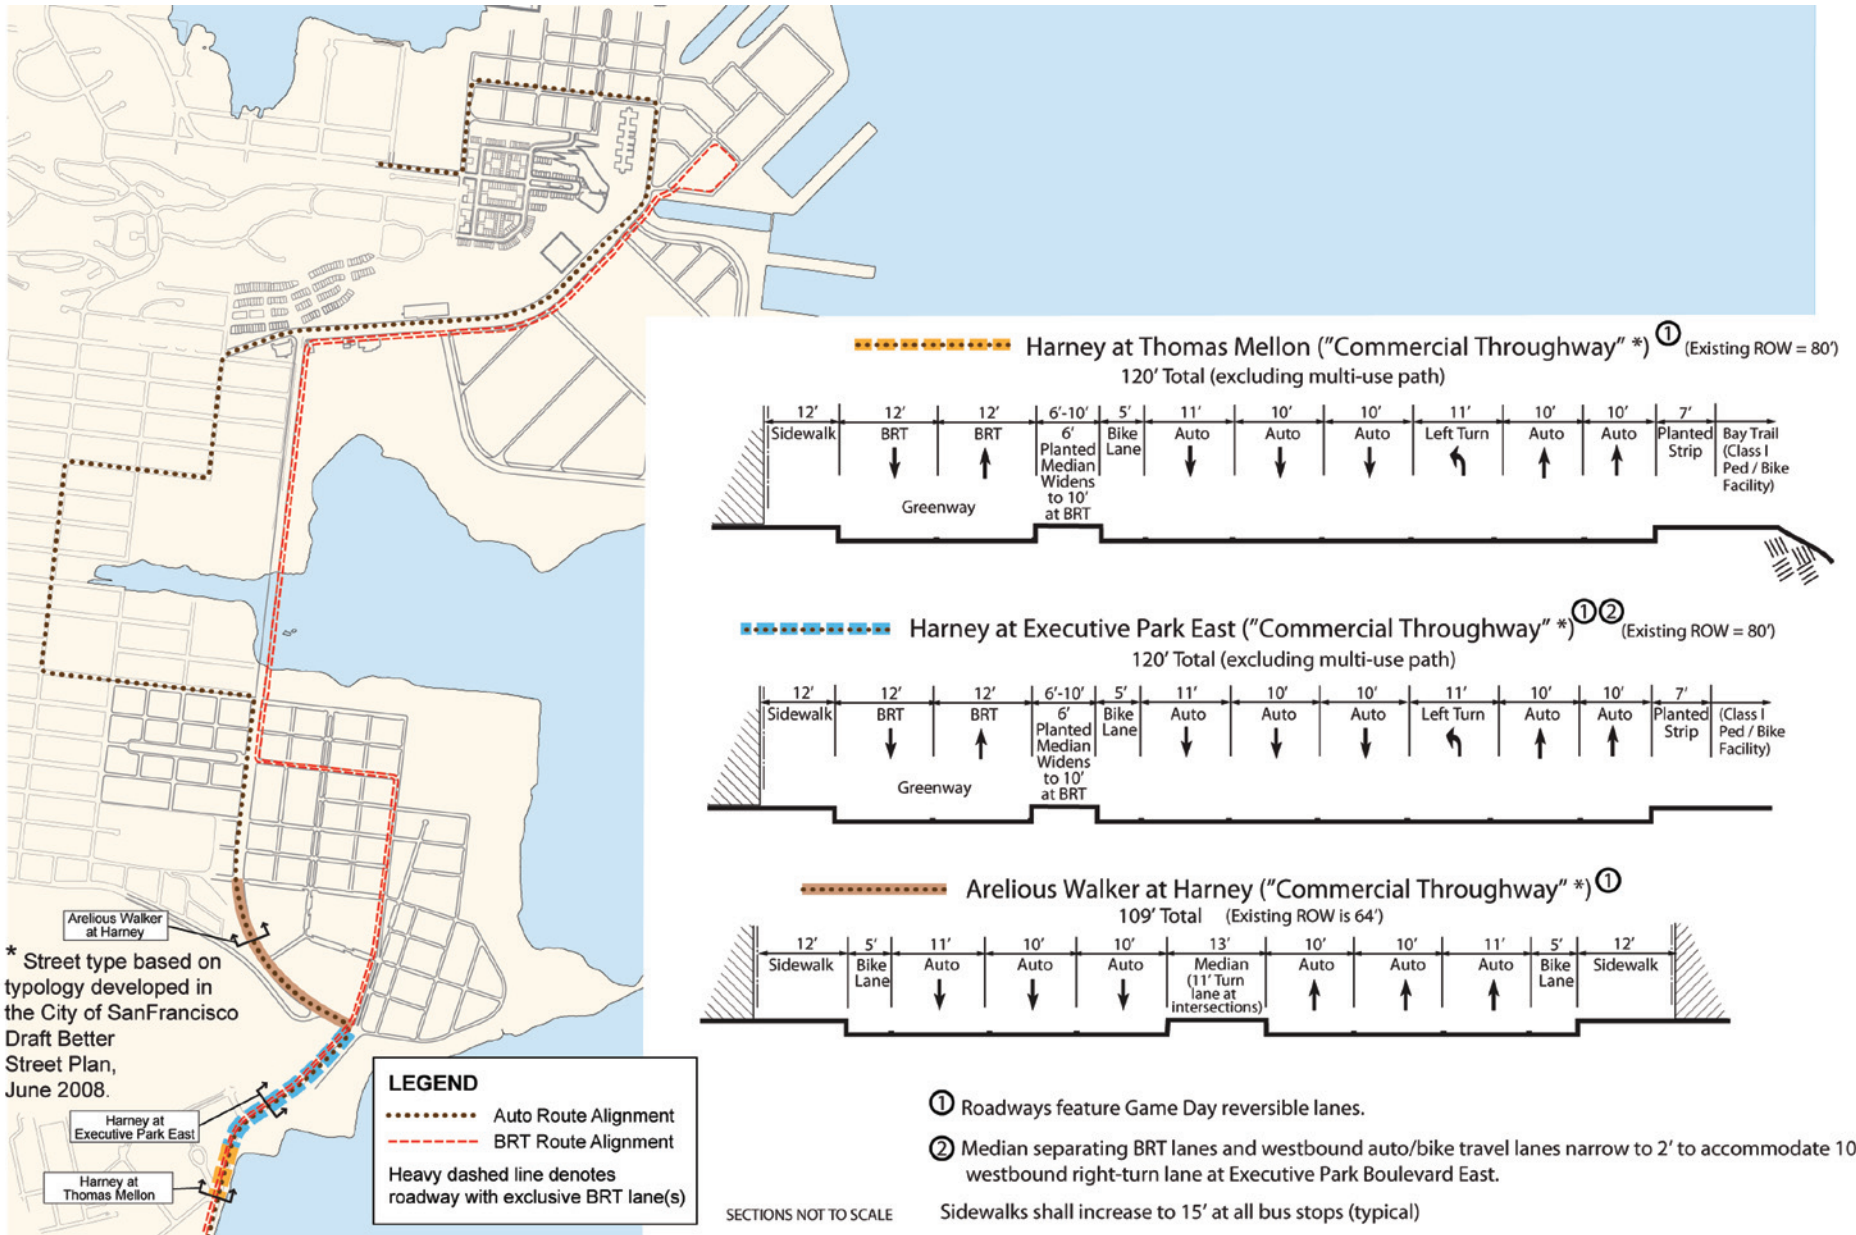 Harney at Thomas Mellon ("Commercial Throughway" *) ① (Existing ROW = 80')
120' Total (excluding multi-use path)
12' 12' 12' 6'-10' 5' 11' 10' 10' 11' 10' 10' 7'
Sidewalk BRT BRT 6' Planted Median Widens to 10' at BRT Bike Lane Auto Auto Auto Left Turn Auto Auto Planted Strip Bay Trail (Class I Ped / Bike Facility)
Greenway
Harney at Executive Park East ("Commercial Throughway" *) ①② (Existing ROW = 80')
120' Total (excluding multi-use path)
12' 12' 12' 6'-10' 5' 11' 10' 10' 11' 10' 10' 7'
Sidewalk BRT BRT 6' Planted Median Widens to 10' at BRT Bike Lane Auto Auto Auto Left Turn Auto Auto Planted Strip (Class I Ped / Bike Facility)
Greenway
Arelious Walker at Harney ("Commercial Throughway" *) ①
109' Total (Existing ROW is 64')
12' 5' 11' 10' 10' 13' 10' 10' 11' 5' 12'
Sidewalk Bike Lane Auto Auto Auto Median (11' Turn lane at intersections) Auto Auto Auto Bike Lane Sidewalk
Arelious Walker
at Harney
* Street type based on
typology developed in
the City of SanFrancisco
Draft Better
Street Plan,
June 2008.
Harney at
Executive Park East
Harney at
Thomas Mellon
LEGEND
Auto Route Alignment
BRT Route Alignment
Heavy dashed line denotes
roadway with exclusive BRT lane(s)
① Roadways feature Game Day reversible lanes.
② Median separating BRT lanes and westbound auto/bike travel lanes narrow to 2' to accommodate 10
westbound right-turn lane at Executive Park Boulevard East.
SECTIONS NOT TO SCALE
Sidewalks shall increase to 15' at all bus stops (typical)